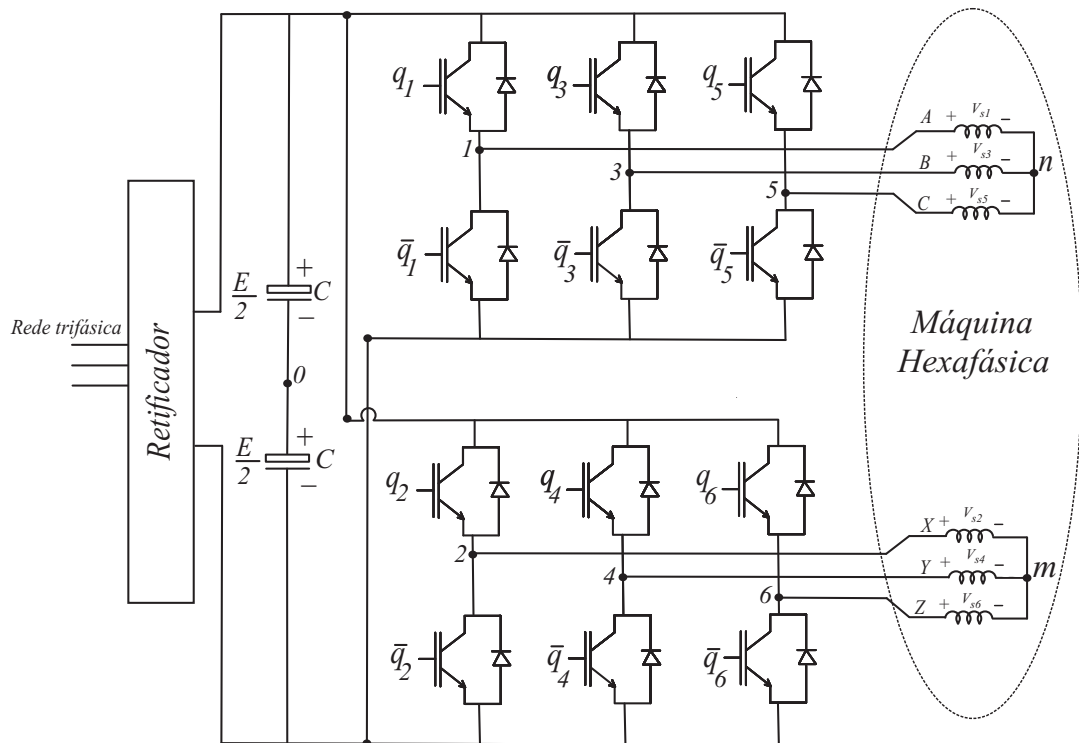 q1
q3
q5
1
3
5
A + Vs1 −
B + Vs3 −
C + Vs5 −
n
q̅1
q̅3
q̅5
E/2
+
C
−
Rede trifásica
Retificador
0
Máquina
Hexafásica
E/2
+
C
−
q2
q4
q6
2
4
6
X + Vs2 −
Y + Vs4 −
Z + Vs6 −
m
q̅2
q̅4
q̅6